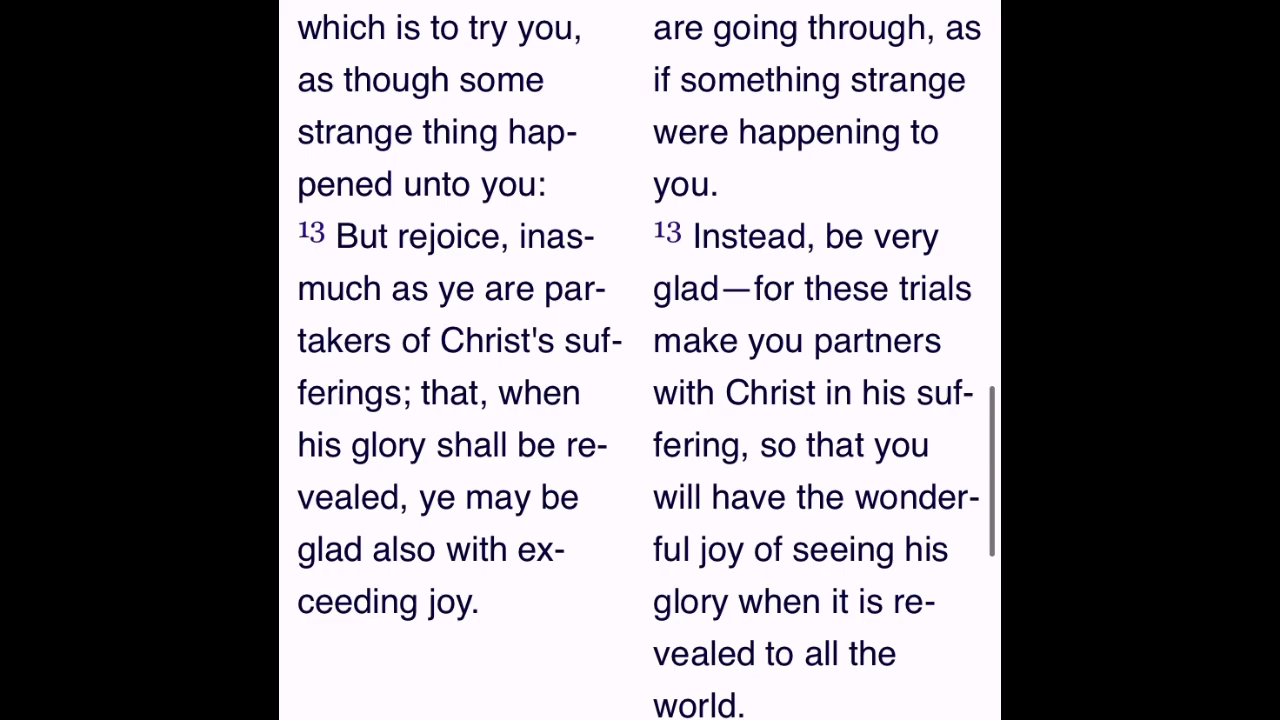 which is to try you,
as though some
strange thing hap-
pened unto you:
13 But rejoice, inas-
much as ye are par-
takers of Christ's suf-
ferings; that, when
his glory shall be re-
vealed, ye may be
glad also with ex-
ceeding joy.
are going through, as
if something strange
were happening to
you.
13 Instead, be very
glad—for these trials
make you partners
with Christ in his suf-
fering, so that you
will have the wonder-
ful joy of seeing his
glory when it is re-
vealed to all the
world.